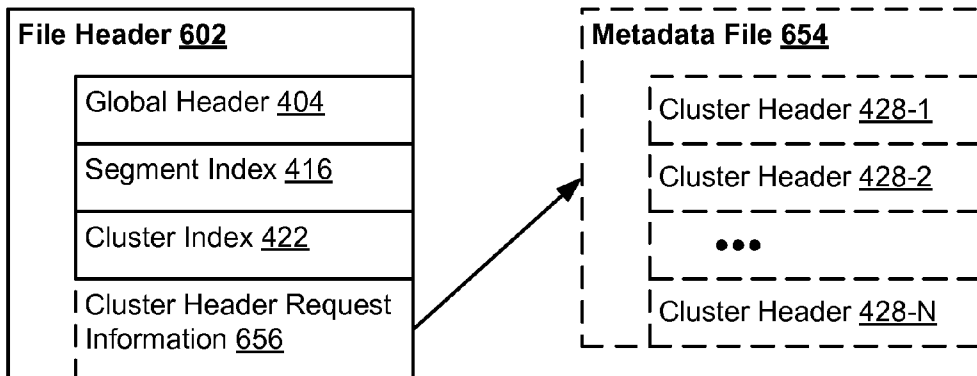 File Header 602
Global Header 404
Segment Index 416
Cluster Index 422
Cluster Header Request
Information 656
Metadata File 654
Cluster Header 428-1
Cluster Header 428-2
•••
Cluster Header 428-N